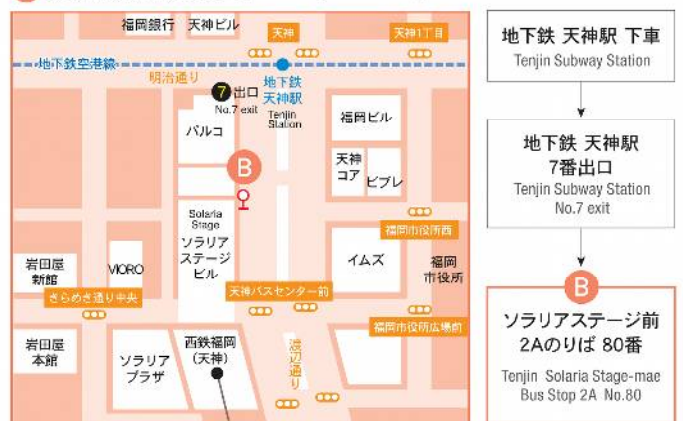 福岡銀行
天神ビル
天神
天神1丁目
地下鉄空港線
明治通り
7
出口
No.7 exit
地下鉄
天神駅
Tenjin
Station
パルコ
福岡ビル
天神
コア
ビブレ
B
Solaria
Stage
ソラリア
ステージ
ビル
福岡市役所西
イムズ
福岡
市役所
岩田屋
新館
VIORO
きらめき通り中央
天神バスセンター前
福岡市役所広場前
岩田屋
本館
ソラリア
プラザ
西鉄福岡
(天神)
渡辺通り
地下鉄 天神駅 下車
Tenjin Subway Station
地下鉄 天神駅
7番出口
Tenjin Subway Station
No.7 exit
B
ソラリアステージ前
2Aのりば 80番
Tenjin Solaria Stage-mae
Bus Stop 2A No.80